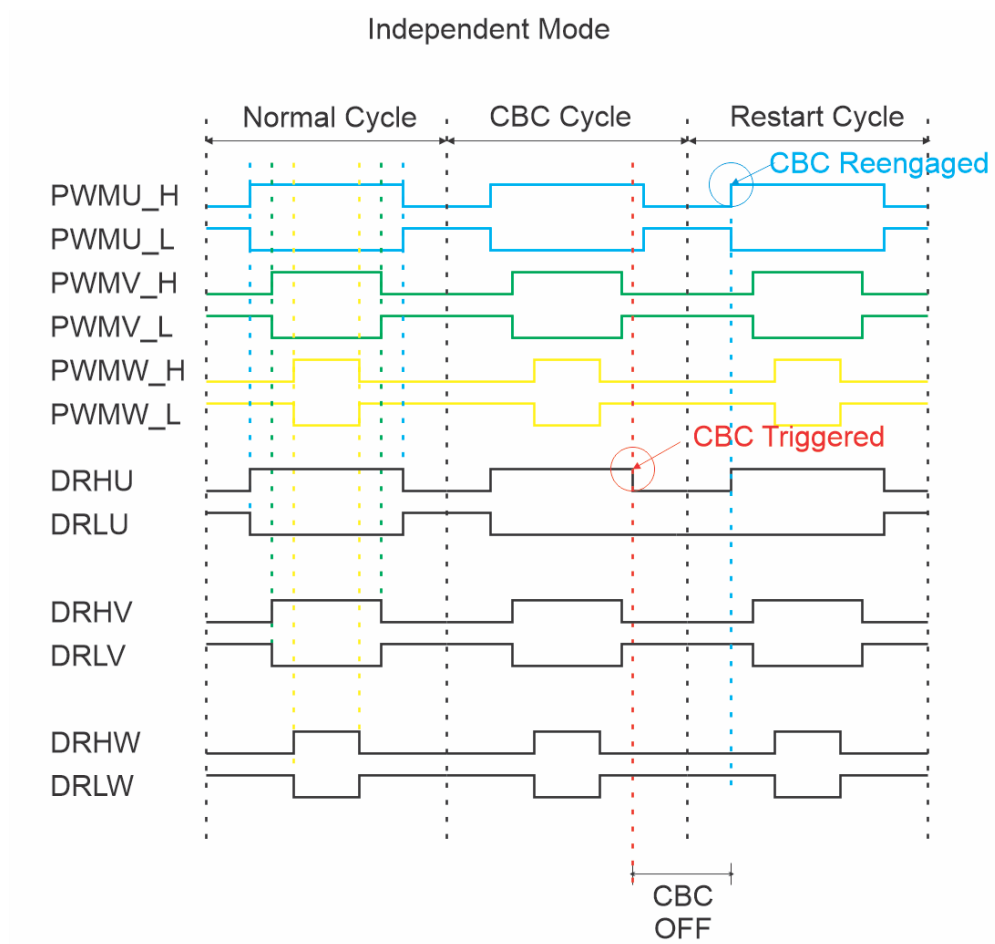 Independent Mode
Normal Cycle
CBC Cycle
Restart Cycle
CBC Reengaged
PWMU_H
PWMU_L
PWMV_H
PWMV_L
PWMW_H
PWMW_L
CBC Triggered
DRHU
DRLU
DRHV
DRLV
DRHW
DRLW
CBC
OFF